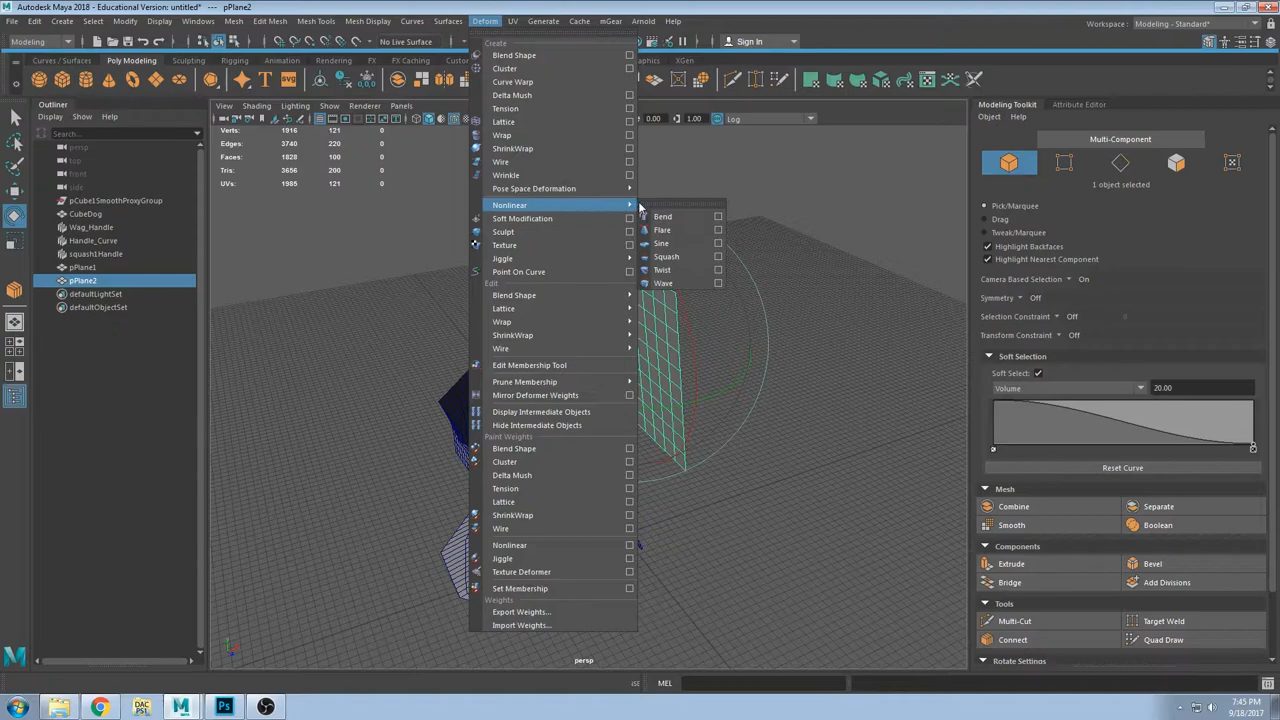 Autodesk Maya 2018 - Educational Version: untitled*  ---  pPlane2
File Edit Create Select Modify Display Windows Mesh Edit Mesh Mesh Tools Mesh Display Curves Surfaces Deform UV Generate Cache mGear Arnold Help
Workspace : Modeling - Standard*
Modeling
No Live Surface
Sign In
Curves / Surfaces Poly Modeling Sculpting Rigging Animation Rendering FX FX Caching
XGen
Outliner
Display Show Help
Search...
persp
top
front
side
pCube1SmoothProxyGroup
CubeDog
Wag_Handle
Handle_Curve
squash1Handle
pPlane1
pPlane2
defaultLightSet
defaultObjectSet
View Shading Lighting Show Renderer Panels
0.00 1.00 Log
Verts: 1916 121 0
Edges: 3740 220 0
Faces: 1828 100 0
Tris: 3656 200 0
UVs: 1985 121 0
Create
Blend Shape
Cluster
Curve Warp
Delta Mush
Tension
Lattice
Wrap
ShrinkWrap
Wire
Wrinkle
Pose Space Deformation
Nonlinear
Soft Modification
Sculpt
Texture
Jiggle
Point On Curve
Edit
Blend Shape
Lattice
Wrap
ShrinkWrap
Wire
Edit Membership Tool
Prune Membership
Mirror Deformer Weights
Display Intermediate Objects
Hide Intermediate Objects
Paint Weights
Blend Shape
Cluster
Delta Mush
Tension
Lattice
ShrinkWrap
Wire
Nonlinear
Jiggle
Texture Deformer
Set Membership
Weights
Export Weights...
Import Weights...
Bend
Flare
Sine
Squash
Twist
Wave
persp
Modeling Toolkit Attribute Editor
Object Help
Multi-Component
1 object selected
Pick/Marquee
Drag
Tweak/Marquee
Highlight Backfaces
Highlight Nearest Component
Camera Based Selection On
Symmetry Off
Selection Constraint Off 0
Transform Constraint Off
Soft Selection
Soft Select:
Volume 20.00
Reset Curve
Mesh
Combine Separate
Smooth Boolean
Components
Extrude Bevel
Bridge Add Divisions
Tools
Multi-Cut Target Weld
Connect Quad Draw
Rotate Settings
MEL
7:45 PM
9/18/2017